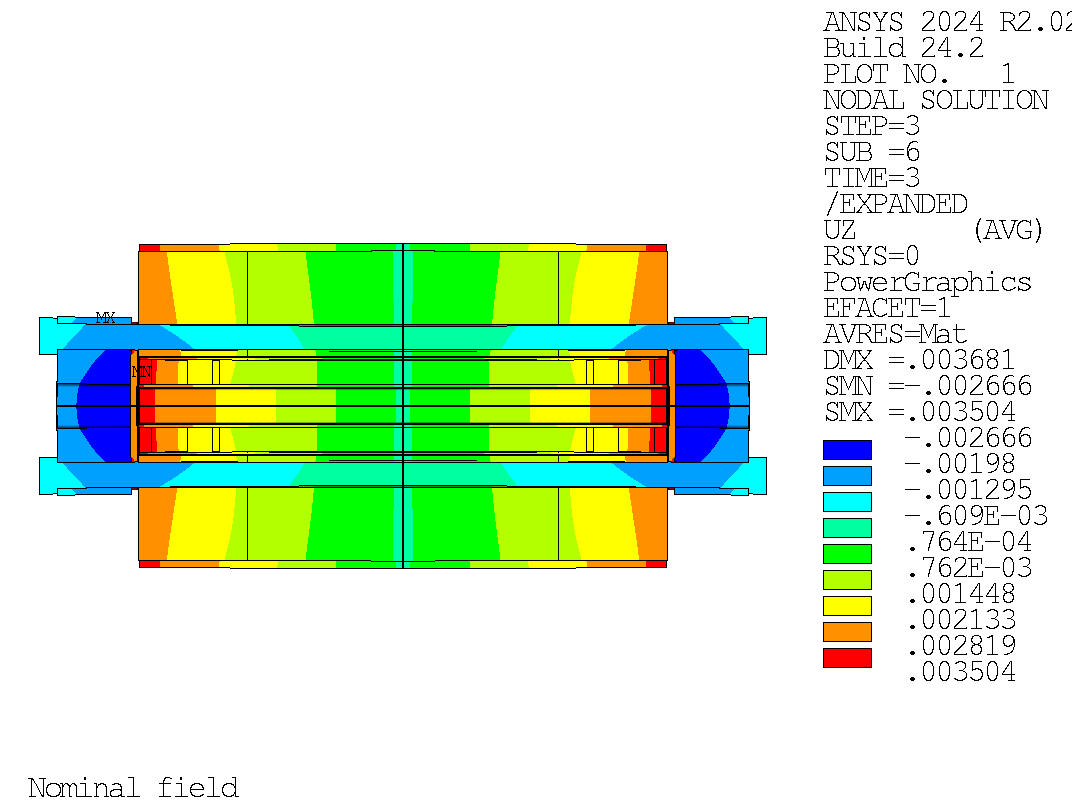 ANSYS 2024 R2.02
Build 24.2
PLOT NO.   1
NODAL SOLUTION
STEP=3
SUB =6
TIME=3
/EXPANDED
UZ       (AVG)
RSYS=0
PowerGraphics
EFACET=1
AVRES=Mat
DMX =.003681
SMN =-.002666
SMX =.003504
-.002666
-.00198
-.001295
-.609E-03
.764E-04
.762E-03
.001448
.002133
.002819
.003504
MX
MN
Nominal field